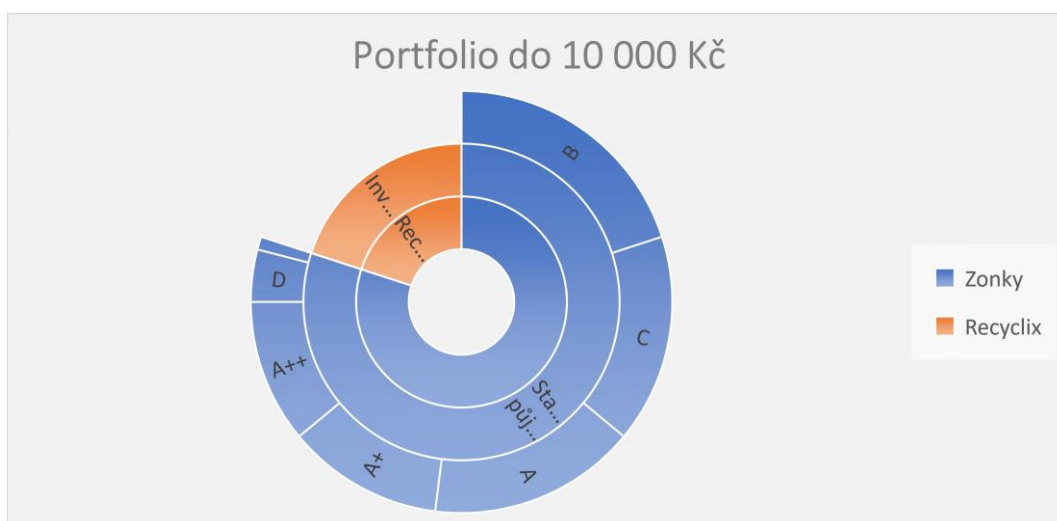 Portfolio do 10 000 Kč
B
C
A
A+
A++
D
Sta...
půj...
Inv...
Rec...
Zonky
Recyclix